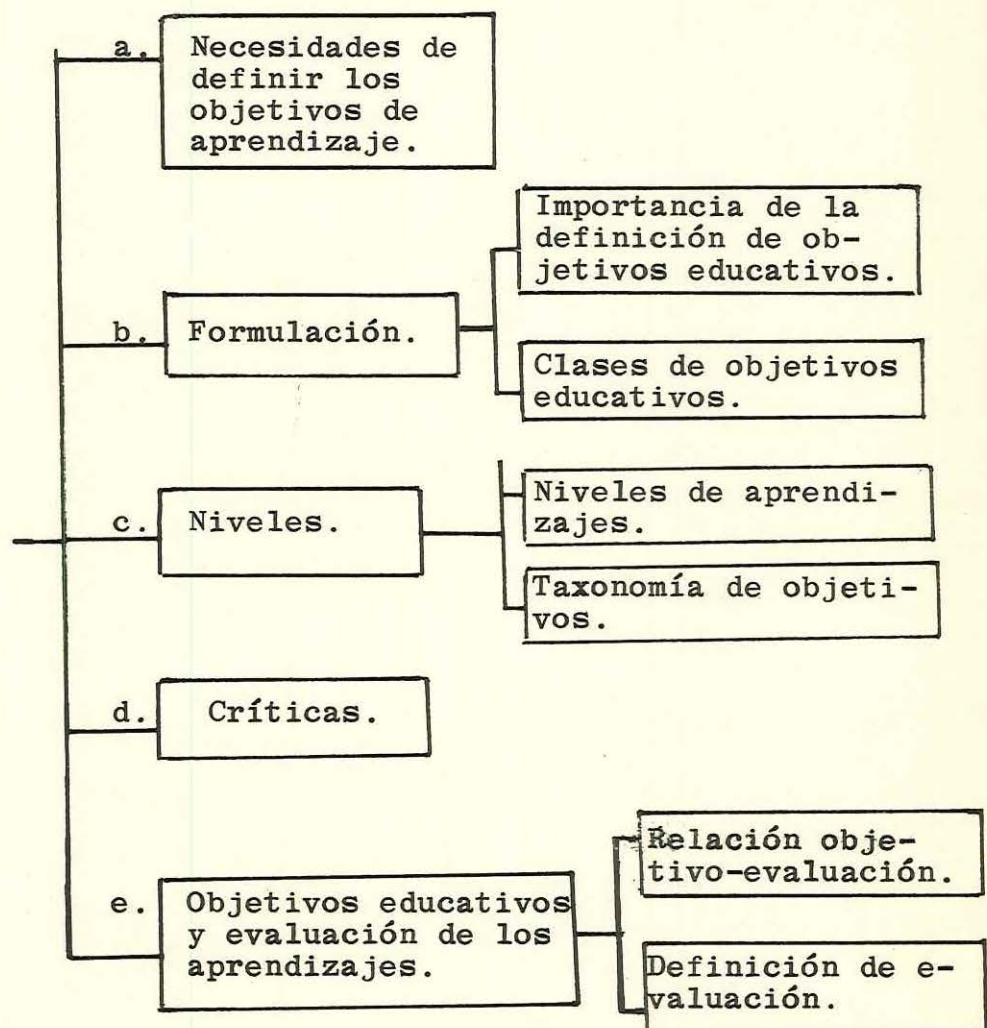 a. Necesidades de
definir los
objetivos de
aprendizaje.
Importancia de la
definición de ob-
jetivos educativos.
b. Formulación.
Clases de objetivos
educativos.
c. Niveles.
Niveles de aprendi-
zajes.
Taxonomía de objeti-
vos.
d. Críticas.
e. Objetivos educativos
y evaluación de los
aprendizajes.
Relación obje-
tivo-evaluación.
Definición de e-
valuación.